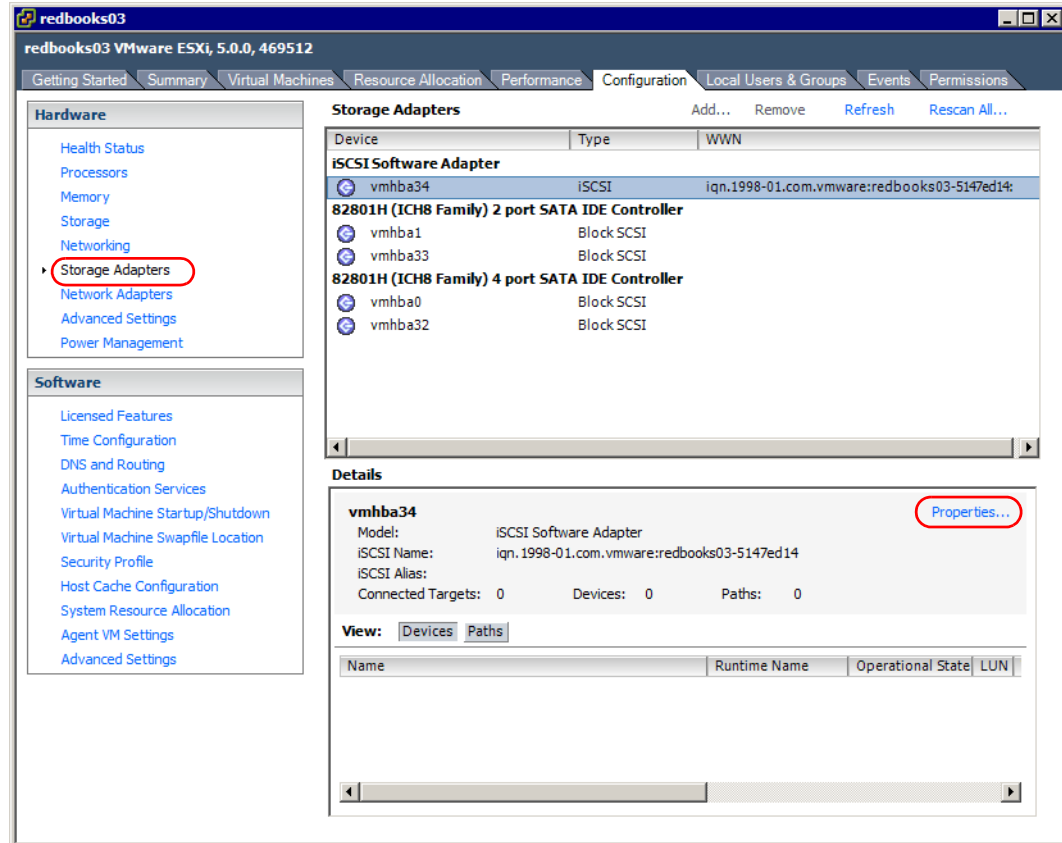 redbooks03
redbooks03 VMware ESXi, 5.0.0, 469512
Getting Started Summary Virtual Machines Resource Allocation Performance Configuration Local Users & Groups Events Permissions
Hardware
Health Status
Processors
Memory
Storage
Networking
Storage Adapters
Network Adapters
Advanced Settings
Power Management
Software
Licensed Features
Time Configuration
DNS and Routing
Authentication Services
Virtual Machine Startup/Shutdown
Virtual Machine Swapfile Location
Security Profile
Host Cache Configuration
System Resource Allocation
Agent VM Settings
Advanced Settings
Storage Adapters Add... Remove Refresh Rescan All...
Device Type WWN
iSCSI Software Adapter
vmhba34 iSCSI iqn.1998-01.com.vmware:redbooks03-5147ed14:
82801H (ICH8 Family) 2 port SATA IDE Controller
vmhba1 Block SCSI
vmhba33 Block SCSI
82801H (ICH8 Family) 4 port SATA IDE Controller
vmhba0 Block SCSI
vmhba32 Block SCSI
Details
vmhba34 Properties...
Model: iSCSI Software Adapter
iSCSI Name: iqn.1998-01.com.vmware:redbooks03-5147ed14
iSCSI Alias:
Connected Targets: 0 Devices: 0 Paths: 0
View: Devices Paths
Name Runtime Name Operational State LUN